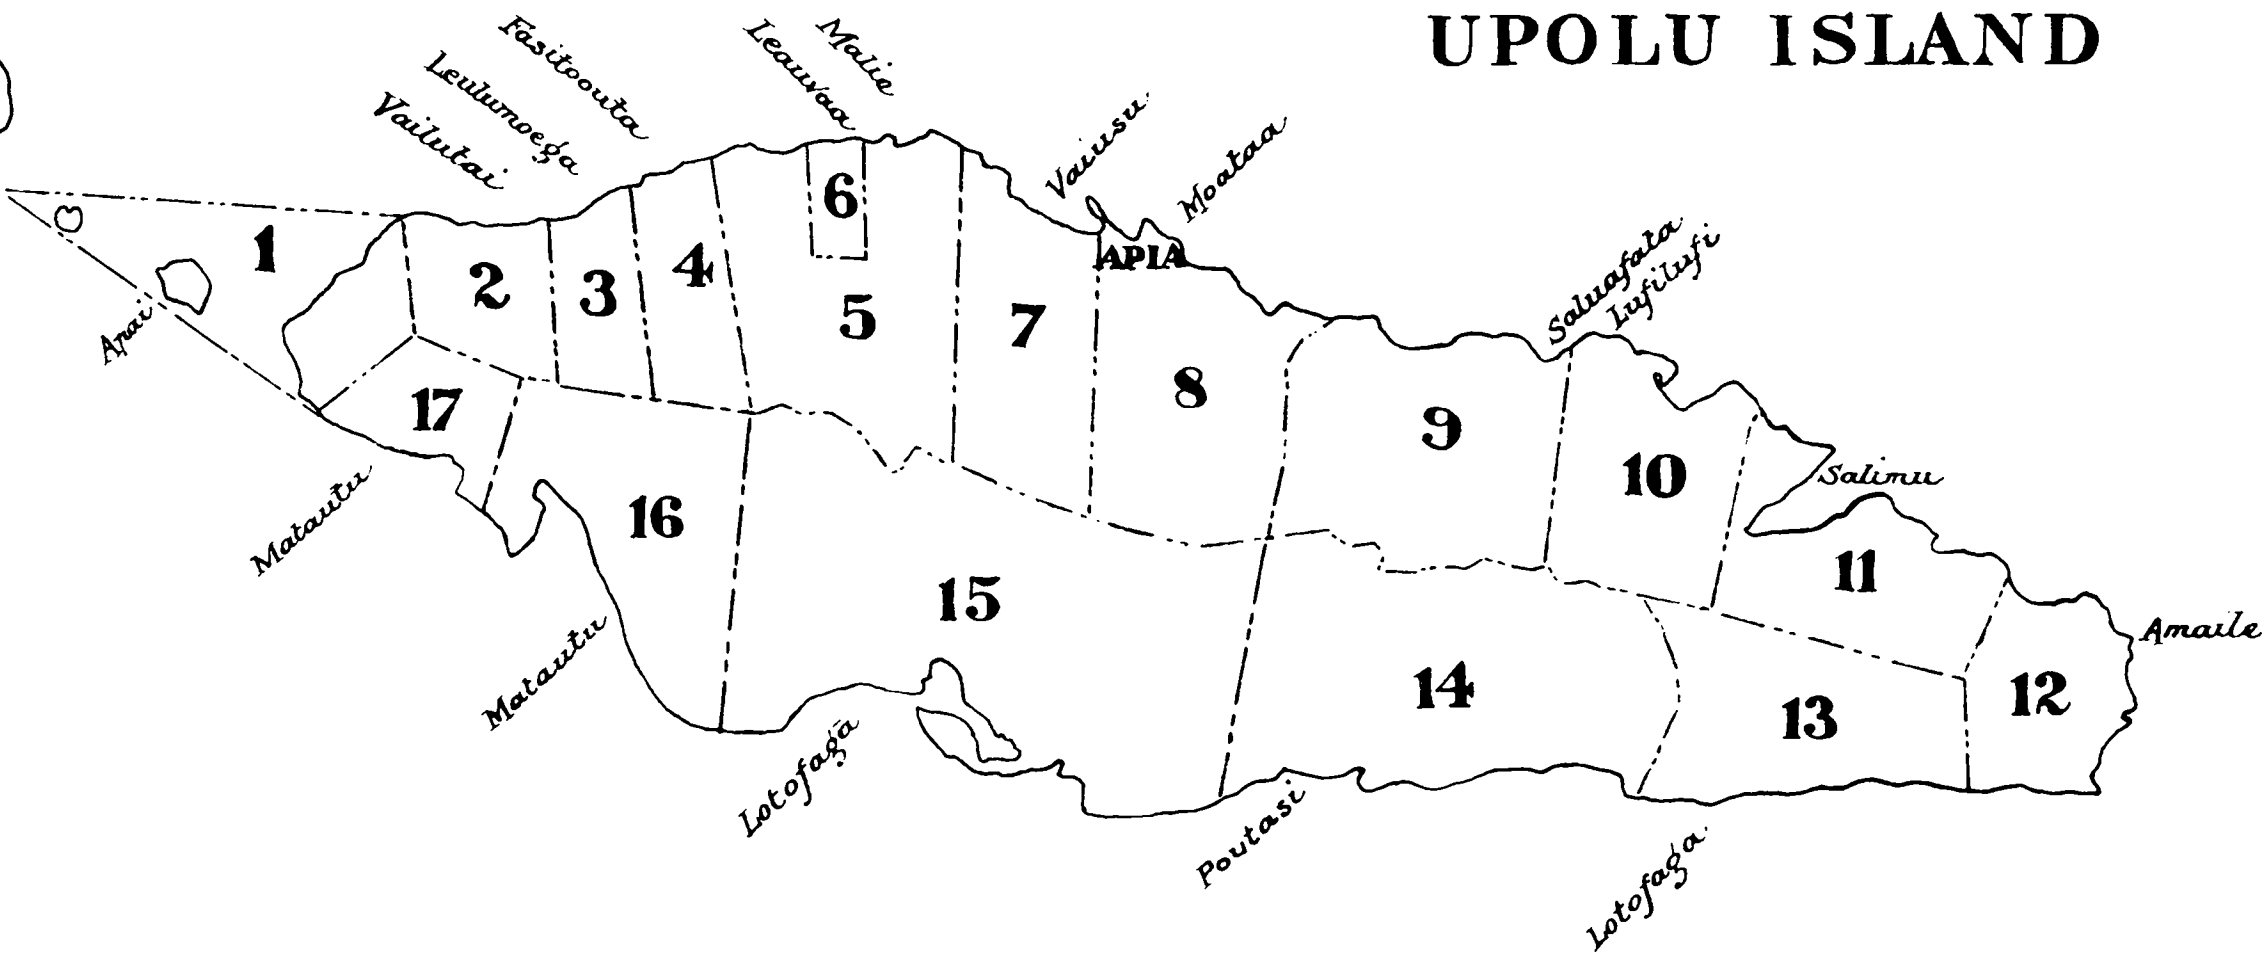 UPOLU ISLAND
Malie
Leauvaa
Fasitoouta
Leulumoega
Vailutai
Vaiusu
Moataa
Saluafata
Lufilufi
1
2
3
4
5
6
7
APIA
8
9
10
Salimu
11
Amaile
12
13
14
15
16
17
Apai
Matautu
Matautu
Lotofaga
Poutasi
Lotofaga